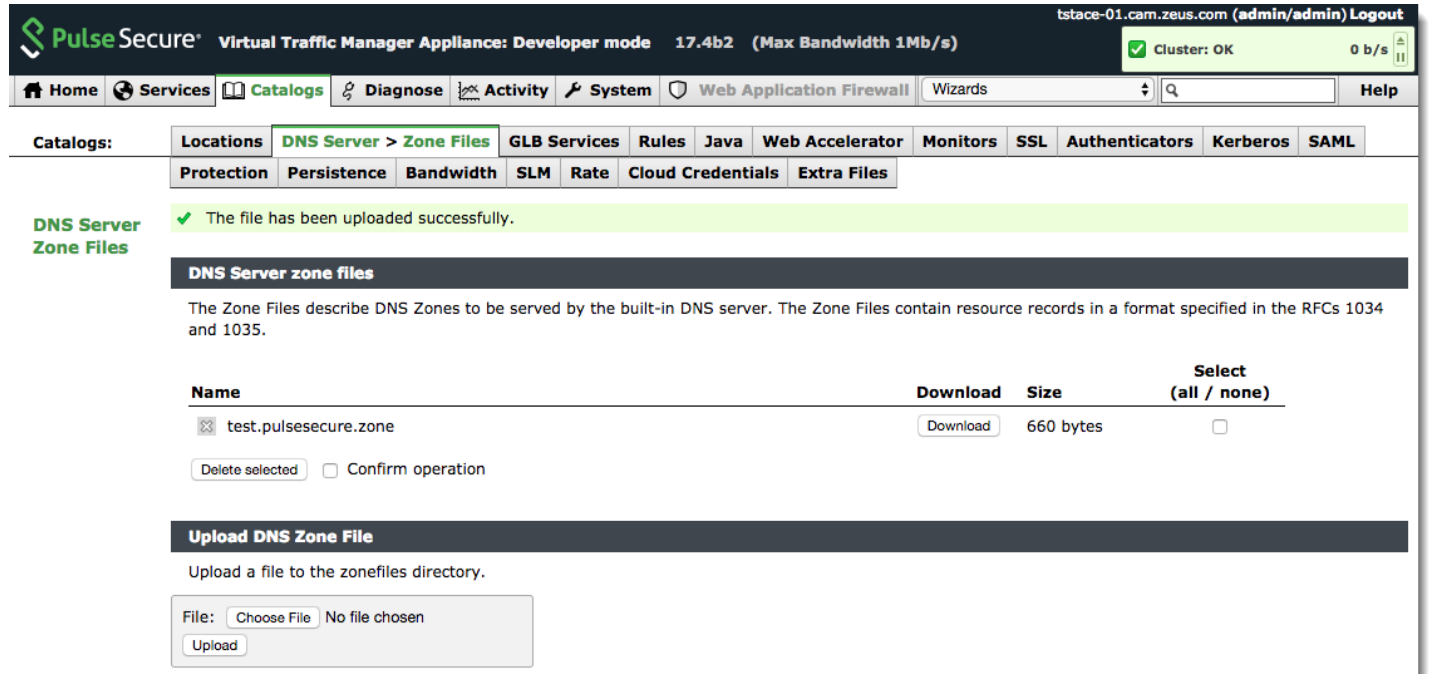 tstace-01.cam.zeus.com (admin/admin) Logout
Pulse Secure® Virtual Traffic Manager Appliance: Developer mode 17.4b2 (Max Bandwidth 1Mb/s)
Cluster: OK 0 b/s
Home Services Catalogs Diagnose Activity System Web Application Firewall Wizards Help
Catalogs: Locations DNS Server > Zone Files GLB Services Rules Java Web Accelerator Monitors SSL Authenticators Kerberos SAML
Protection Persistence Bandwidth SLM Rate Cloud Credentials Extra Files
DNS Server
Zone Files
The file has been uploaded successfully.
DNS Server zone files
The Zone Files describe DNS Zones to be served by the built-in DNS server. The Zone Files contain resource records in a format specified in the RFCs 1034
and 1035.
Select
Name Download Size (all / none)
test.pulsesecure.zone Download 660 bytes
Delete selected Confirm operation
Upload DNS Zone File
Upload a file to the zonefiles directory.
File: Choose File No file chosen
Upload